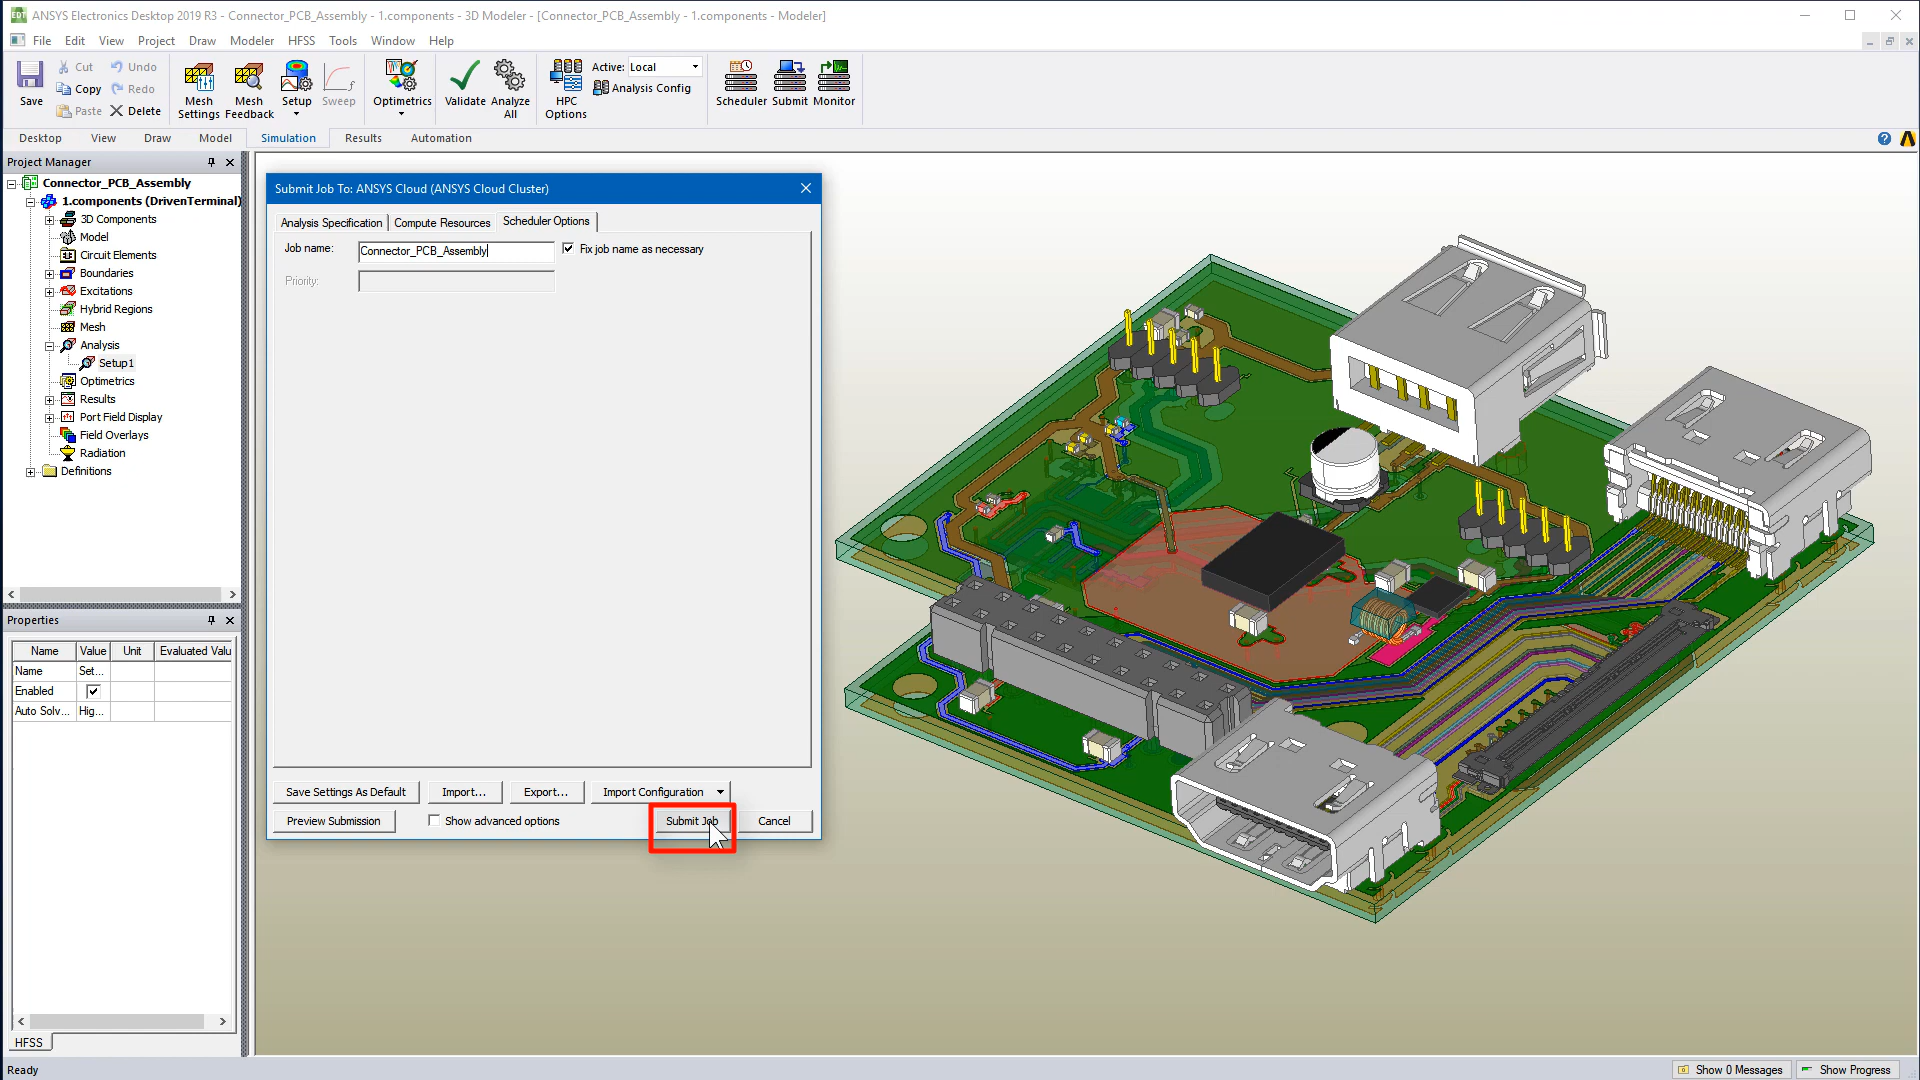 ANSYS Electronics Desktop 2019 R3 - Connector_PCB_Assembly - 1.components - 3D Modeler - [Connector_PCB_Assembly - 1.components - Modeler]
File Edit View Project Draw Modeler HFSS Tools Window Help
Save
Cut
Copy
Paste
Undo
Redo
Delete
Mesh Settings
Mesh Feedback
Setup
Sweep
Optimetrics
Validate
Analyze All
HPC Options
Active: Local
Analysis Config
Scheduler
Submit
Monitor
Desktop View Draw Model Simulation Results Automation
Project Manager
Connector_PCB_Assembly
1.components (DrivenTerminal)
3D Components
Model
Circuit Elements
Boundaries
Excitations
Hybrid Regions
Mesh
Analysis
Setup1
Optimetrics
Results
Port Field Display
Field Overlays
Radiation
Definitions
Properties
Name Value Unit Evaluated Valu
Name Set...
Enabled
Auto Solv... Hig...
HFSS
Submit Job To: ANSYS Cloud (ANSYS Cloud Cluster)
Analysis Specification Compute Resources Scheduler Options
Job name: Connector_PCB_Assembly Fix job name as necessary
Priority:
Save Settings As Default Import... Export... Import Configuration
Preview Submission Show advanced options Submit Job Cancel
Ready
Show 0 Messages Show Progress